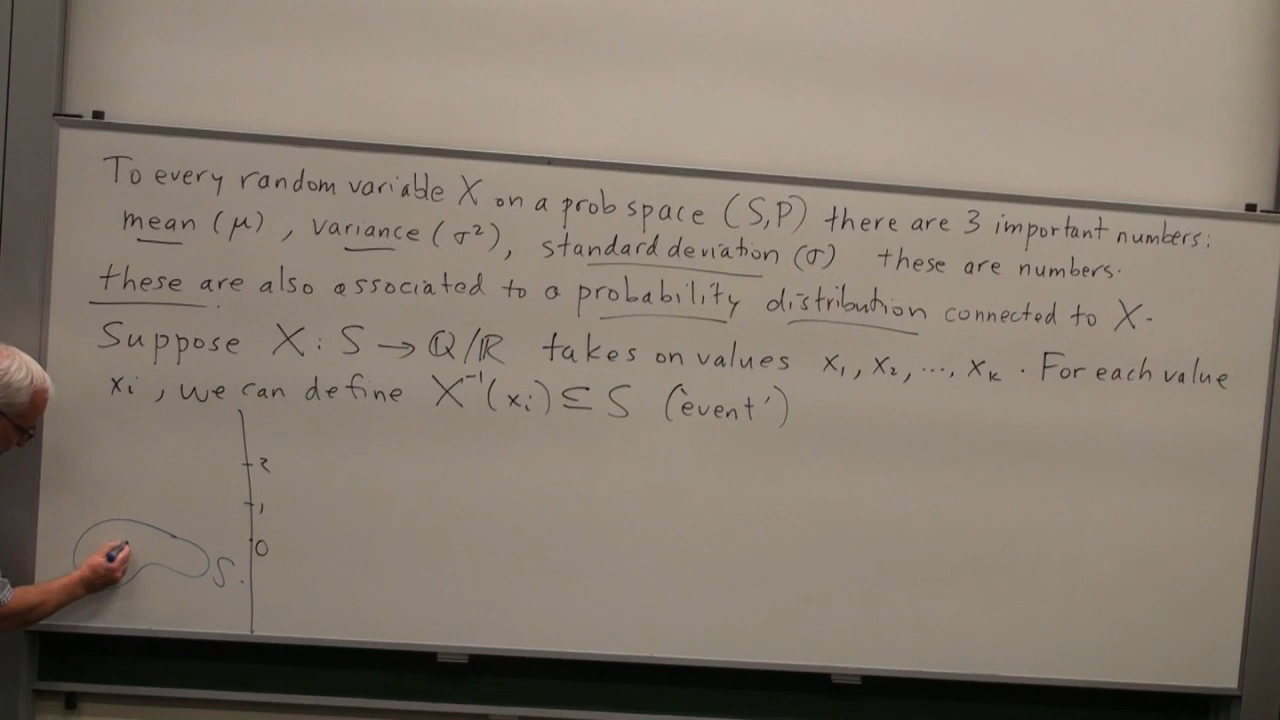 To every random variable X on a prob space (S,P) there are 3 important numbers:
mean (μ), variance (σ²), standard deviation (σ) these are numbers.
these are also associated to a probability distribution connected to X.
Suppose X: S → Q/R takes on values x₁, x₂, ..., xₖ. For each value
xᵢ, we can define X⁻¹(xᵢ) ⊆ S ('event')
2
1
0
S